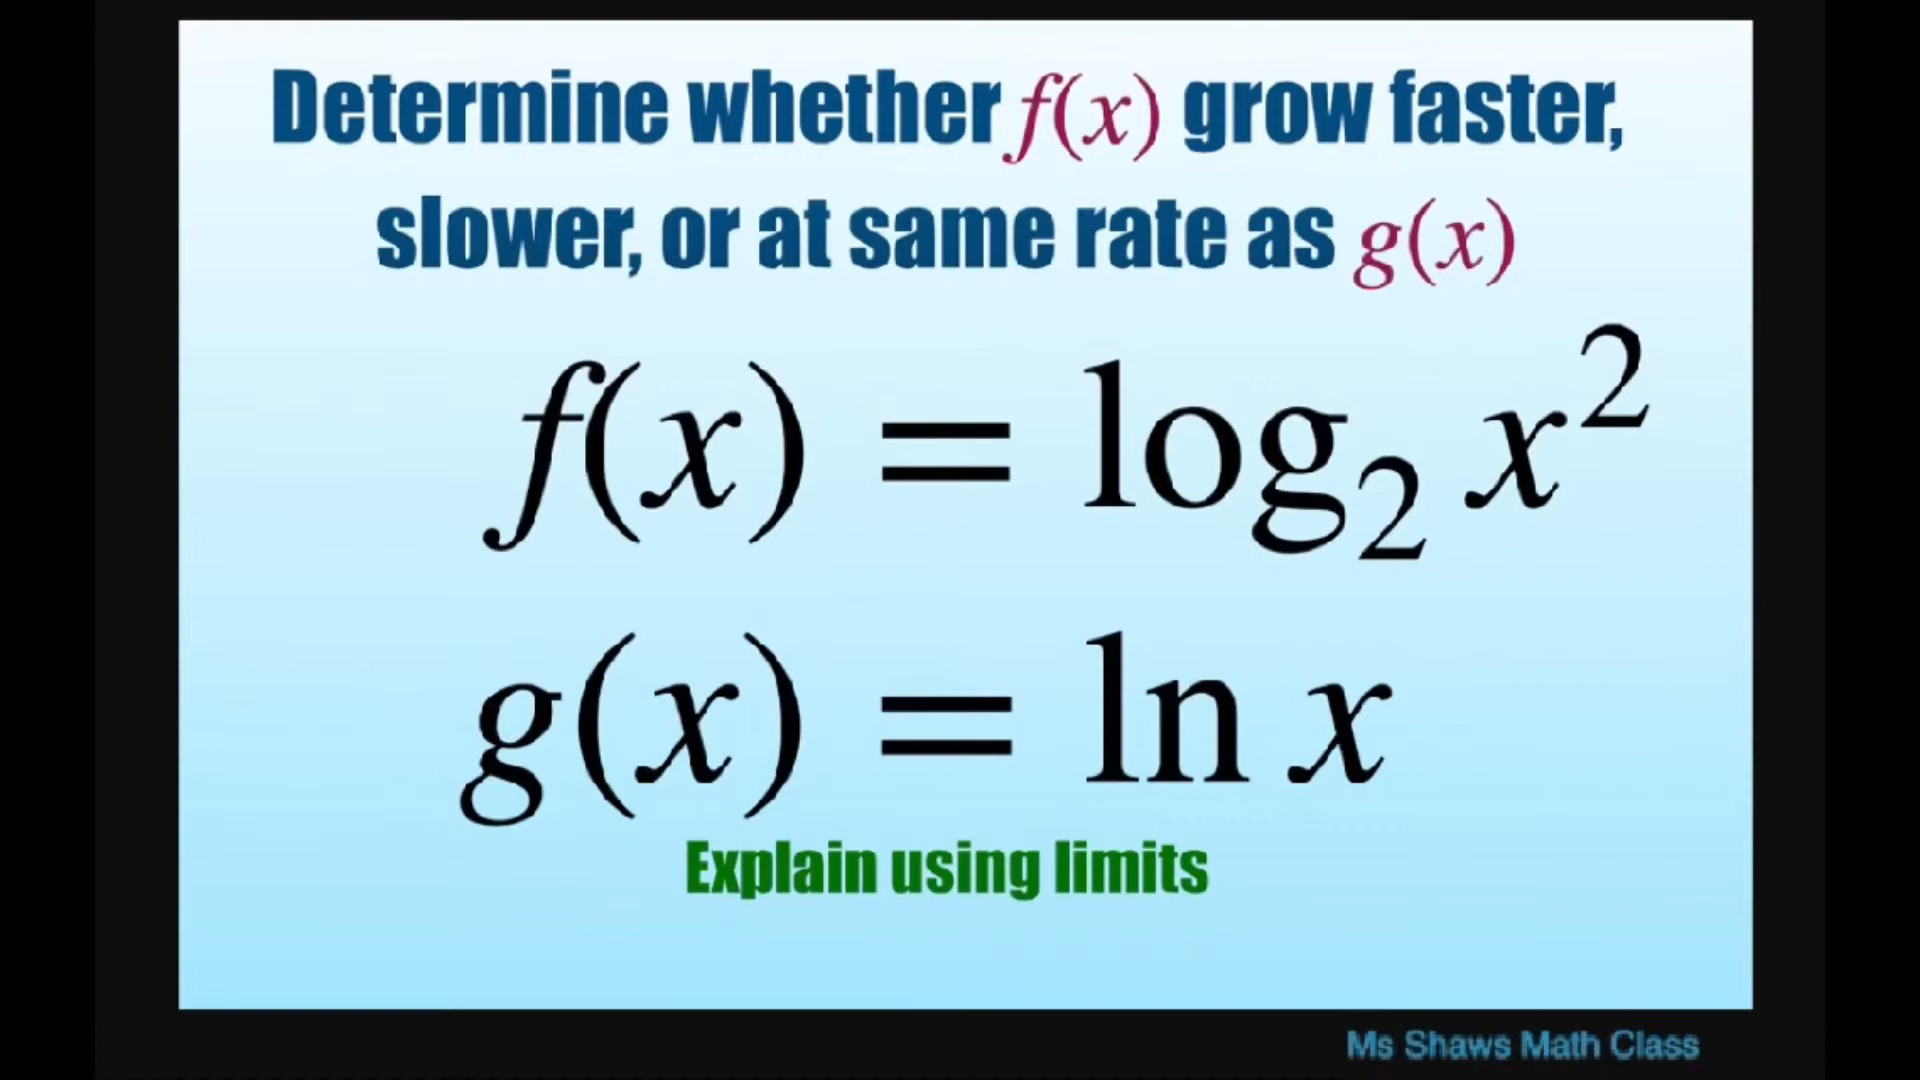 Determine whether f(x) grow faster,
slower, or at same rate as g(x)
f(x) = log₂ x²
g(x) = ln x
Explain using limits
Ms Shaws Math Class